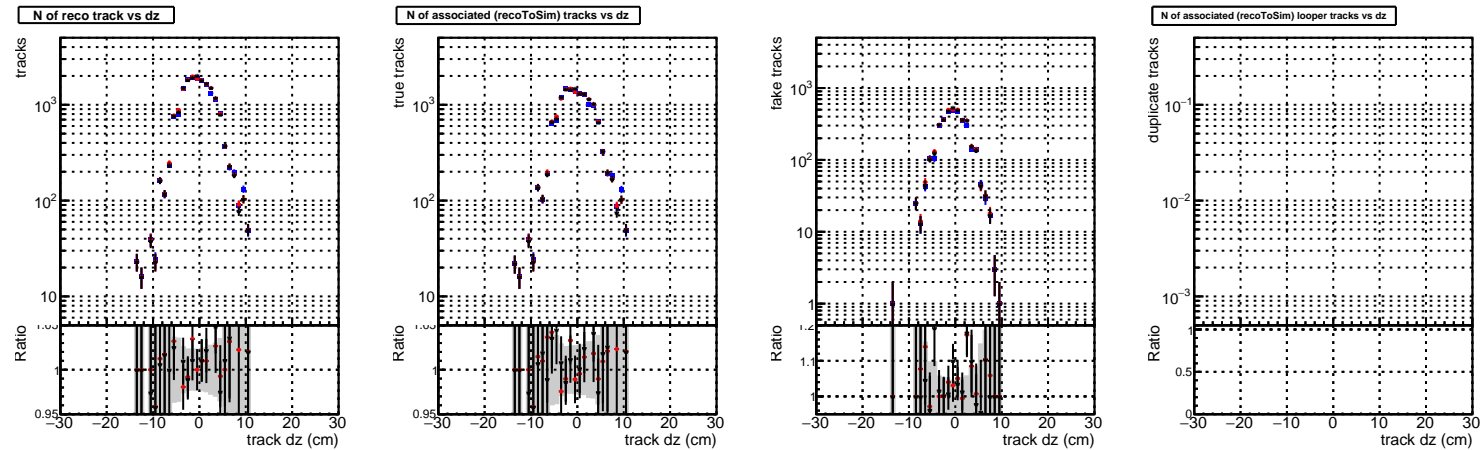 N of reco track vs dz
tracks
10³
10²
10
Ratio
1
0.95
−30 −20 −10 0 10 20 30
track dz (cm)
N of associated (recoToSim) tracks vs dz
true tracks
10³
10²
10
Ratio
1
0.95
−30 −20 −10 0 10 20 30
track dz (cm)
fake tracks
10³
10²
10
1
Ratio
1.2
1.1
1
−30 −20 −10 0 10 20 30
track dz (cm)
N of associated (recoToSim) looper tracks vs dz
duplicate tracks
10⁻¹
10⁻²
10⁻³
Ratio
1
0.5
0
−30 −20 −10 0 10 20 30
track dz (cm)